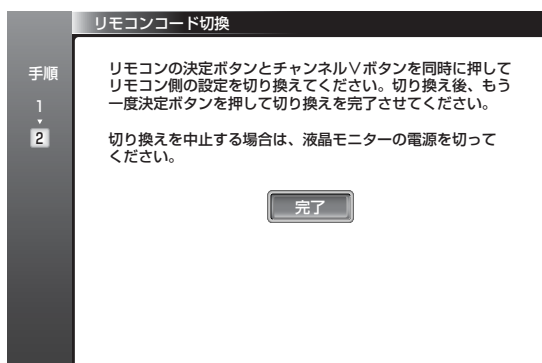 リモコンコード切換
手順
1
2
リモコンの決定ボタンとチャンネル∨ボタンを同時に押して
リモコン側の設定を切り換えてください。切り換え後、もう
一度決定ボタンを押して切り換えを完了させてください。
切り換えを中止する場合は、液晶モニターの電源を切って
ください。
完了